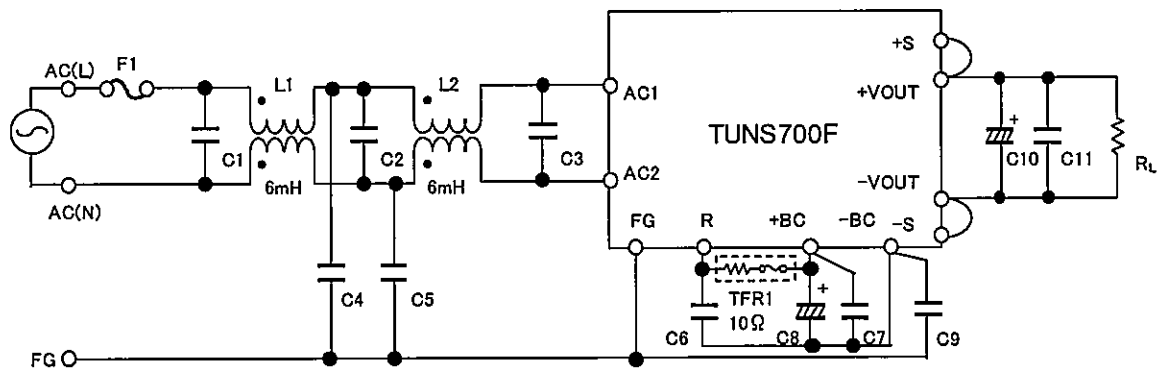 F1
AC(L)
L1
L2
+S
AC1
+VOUT
TUNS700F
C1
C2
C3
+
C10
C11
RL
6mH
6mH
AC2
-VOUT
AC(N)
FG
R
+BC
-BC
-S
C4
C5
TFR1
10Ω
+
C6
C8
C7
C9
FG